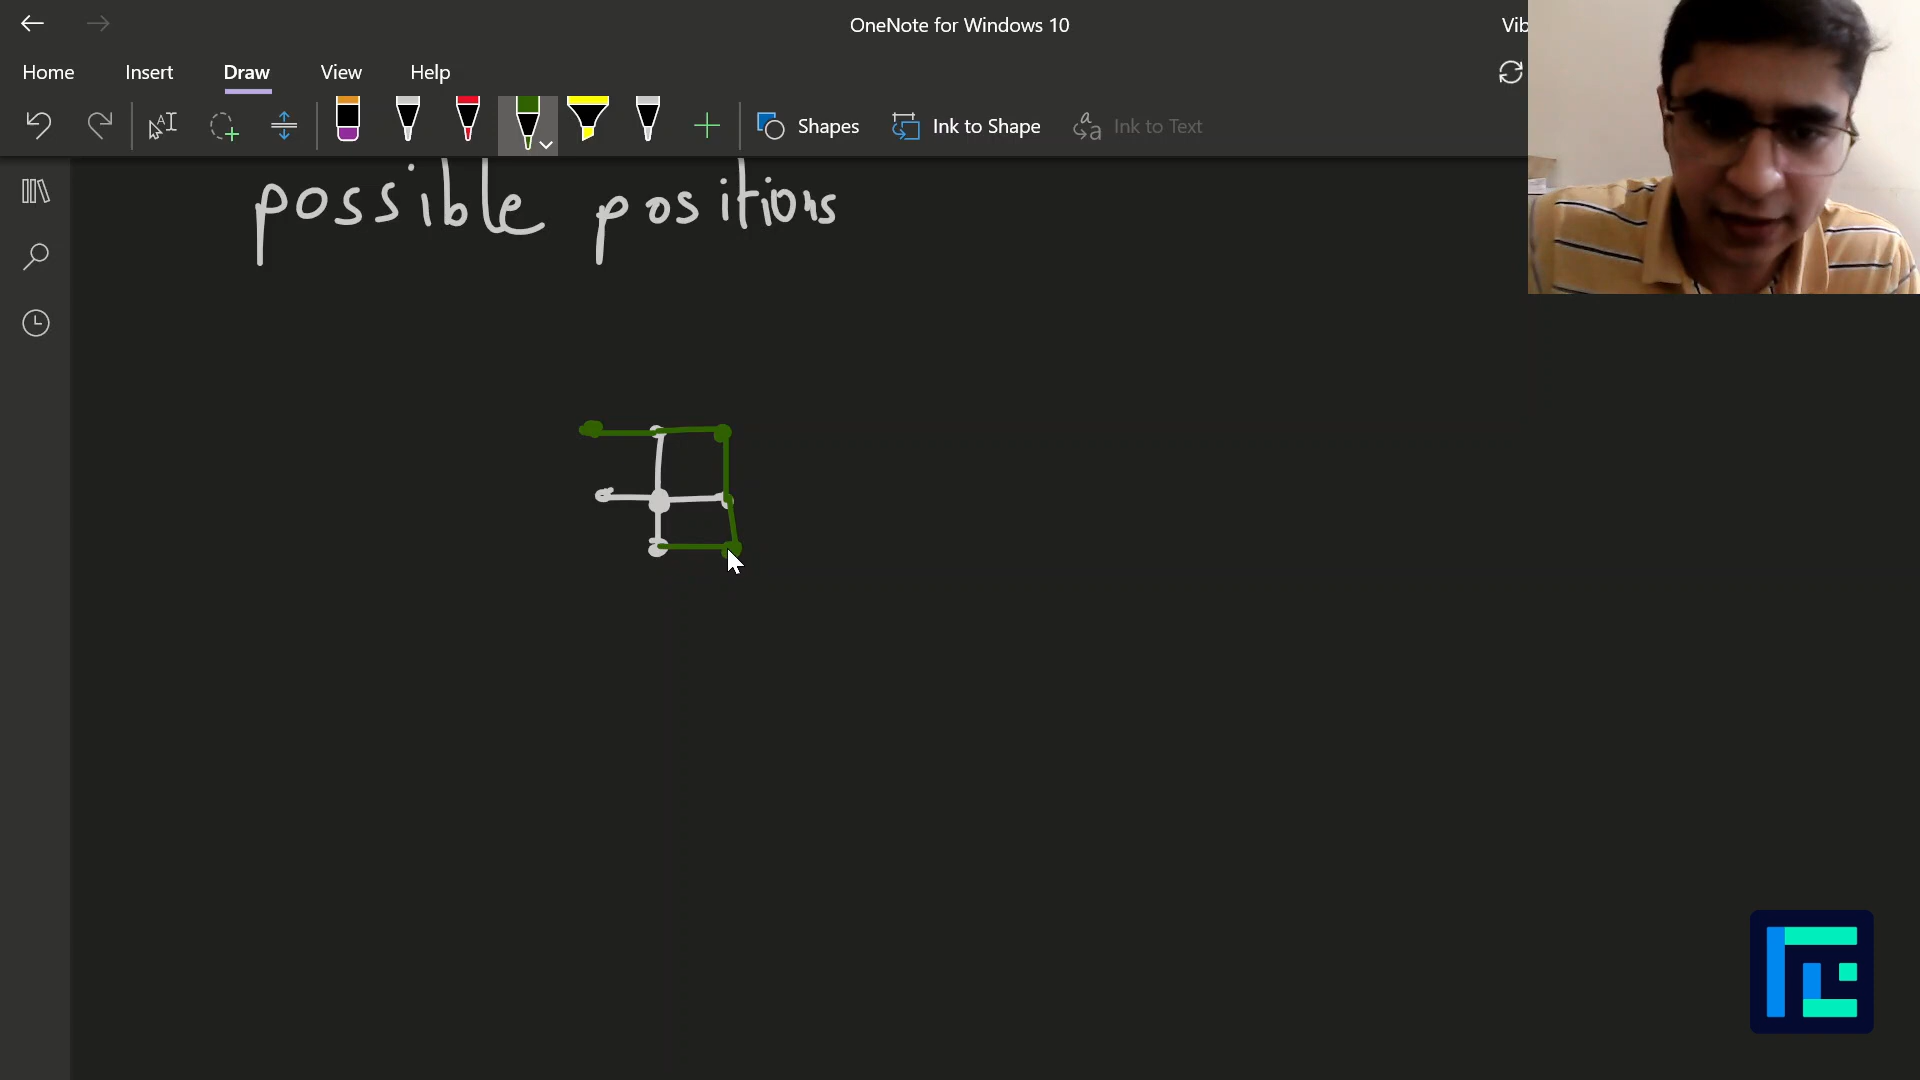 OneNote for Windows 10
Vib
Home Insert Draw View Help
Shapes Ink to Shape Ink to Text
possible positions